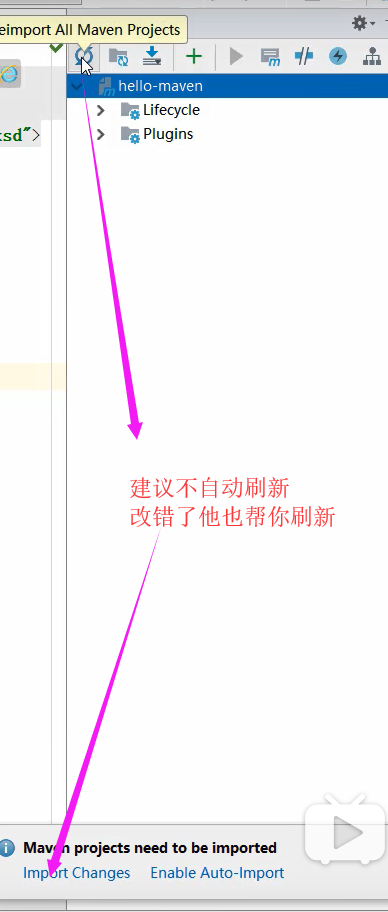 eimport All Maven Projects
hello-maven
xsd">
Lifecycle
Plugins
建议不自动刷新
改错了他也帮你刷新
Maven projects need to be imported
Import Changes Enable Auto-Import